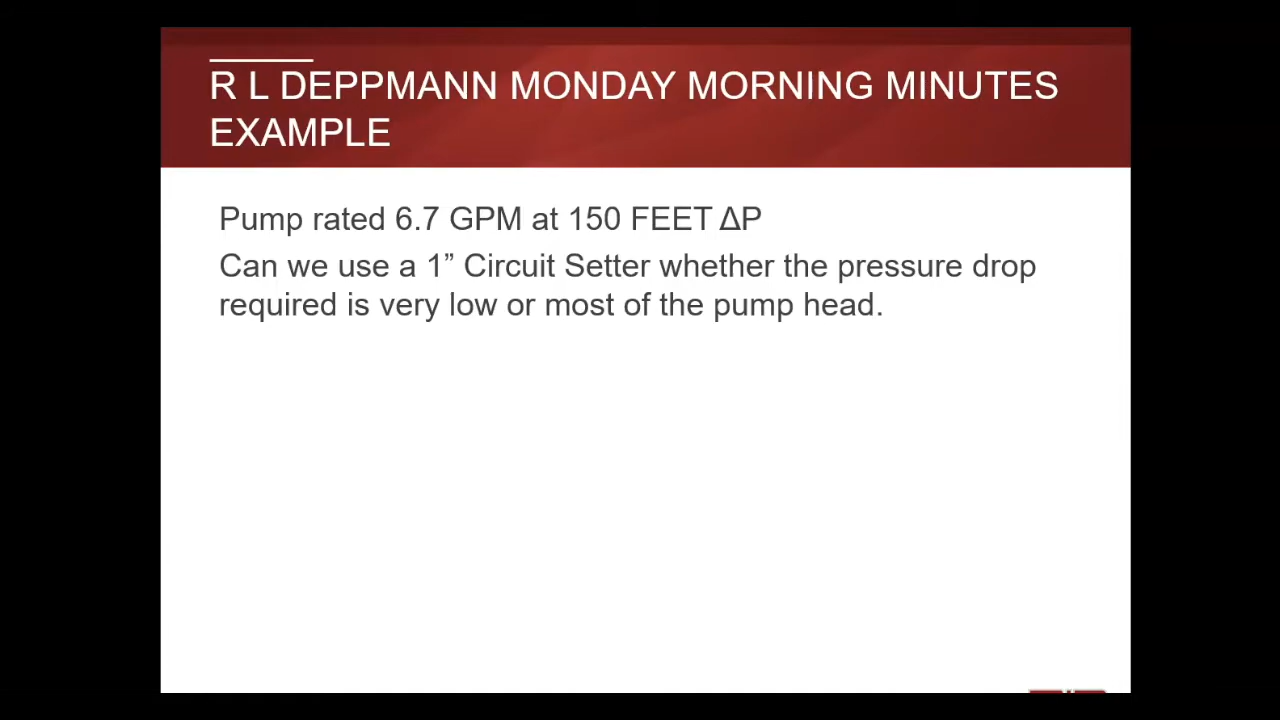 R L DEPPMANN MONDAY MORNING MINUTES
EXAMPLE
Pump rated 6.7 GPM at 150 FEET ΔP
Can we use a 1” Circuit Setter whether the pressure drop
required is very low or most of the pump head.